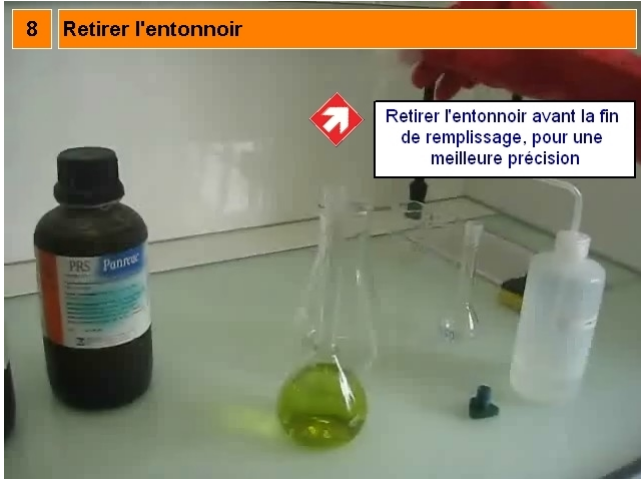 8 Retirer l'entonnoir
Retirer l'entonnoir avant la fin
de remplissage, pour une
meilleure précision
PRS Panreac